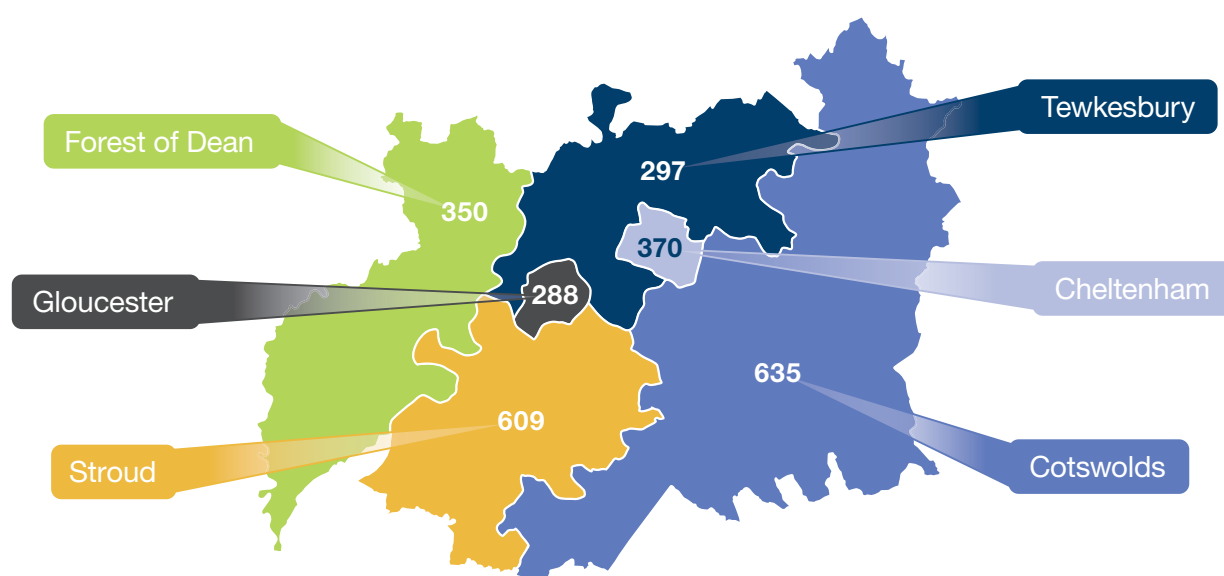 Tewkesbury
Forest of Dean
297
350
370
Cheltenham
Gloucester
288
635
609
Stroud
Cotswolds